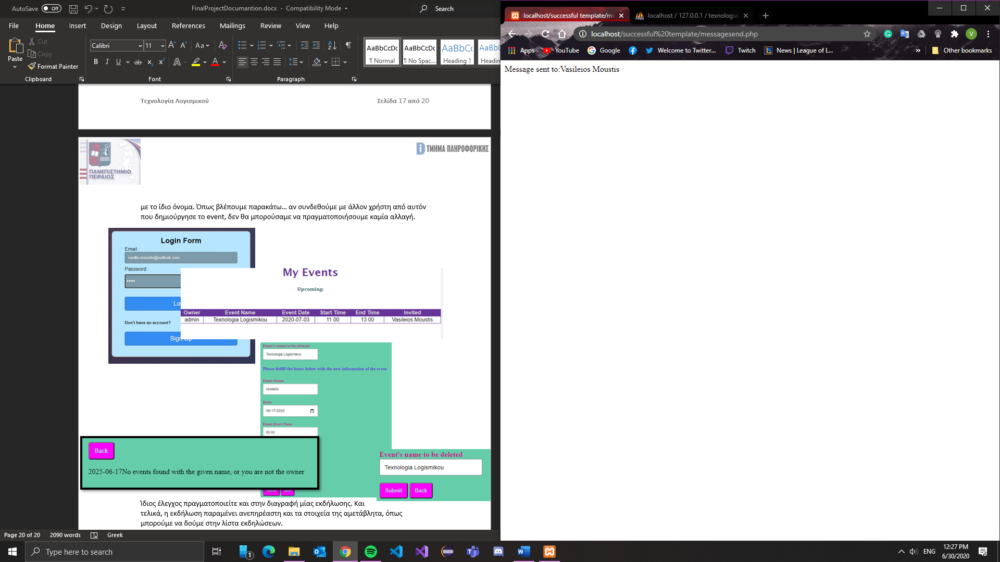 AutoSave Off FinalProjectDocumantion.docx - Compatibility Mode Search
File Home Insert Design Layout References Mailings Review View Help
Paste Cut Copy Format Painter
Calibri 11 Aa
B I U ab x₂ x² A A
AaBbCcDc AaBbCcDc AaBbCc AaBbCc
¶ Normal ¶ No Spac... Heading 1 Headin
Clipboard Font Paragraph
Τεχνολογία Λογισμικού Σελίδα 17 από 20
ΠΑΝΕΠΙΣΤΗΜΙΟ
ΠΕΙΡΑΙΩΣ
ΤΜΗΜΑ ΠΛΗΡΟΦΟΡΙΚΗΣ
με το ίδιο όνομα. Όπως βλέπουμε παρακάτω... αν συνδεθούμε με άλλον χρήστη από αυτόν
που δημιούργησε το event, δεν θα μπορούσαμε να πραγματοποιήσουμε καμία αλλαγή.
Login Form
Email :
vasilis.moustis@outlook.com
Password :
Lo
Don't have an account?
Sign Up
My Events
Upcoming:
Owner Event Name Event Date Start Time End Time Invited
admin Texnologia Logismikou 2020-07-03 11 00 13 00 Vasileios Moustis
Event's name to be altered
Texnologia Logismikou
Please fullfil the boxes below with the new information of the event
Event Name
vsvaebv
Date:
06/17/2025
Event Start Time
00 00
Submit Back
Back
2025-06-17No events found with the given name, or you are not the owner
Event's name to be deleted
Texnologia Logismikou
Submit Back
Ίδιος έλεγχος πραγματοποιείτε και στην διαγραφή μίας εκδήλωσης. Και
τελικά, η εκδήλωση παραμένει ανεπηρέαστη και τα στοιχεία της αμετάβλητα, όπως
μπορούμε να δούμε στην λίστα εκδηλώσεων.
Page 20 of 20 2090 words Greek
localhost/successful template/me localhost / 127.0.0.1 / texnologia
localhost/successful%20template/messagesend.php V
Apps YouTube Google Welcome to Twitter... Twitch News | League of L... » Other bookmarks
Message sent to:Vasileios Moustis
Type here to search 1 ENG 12:27 PM
6/30/2020